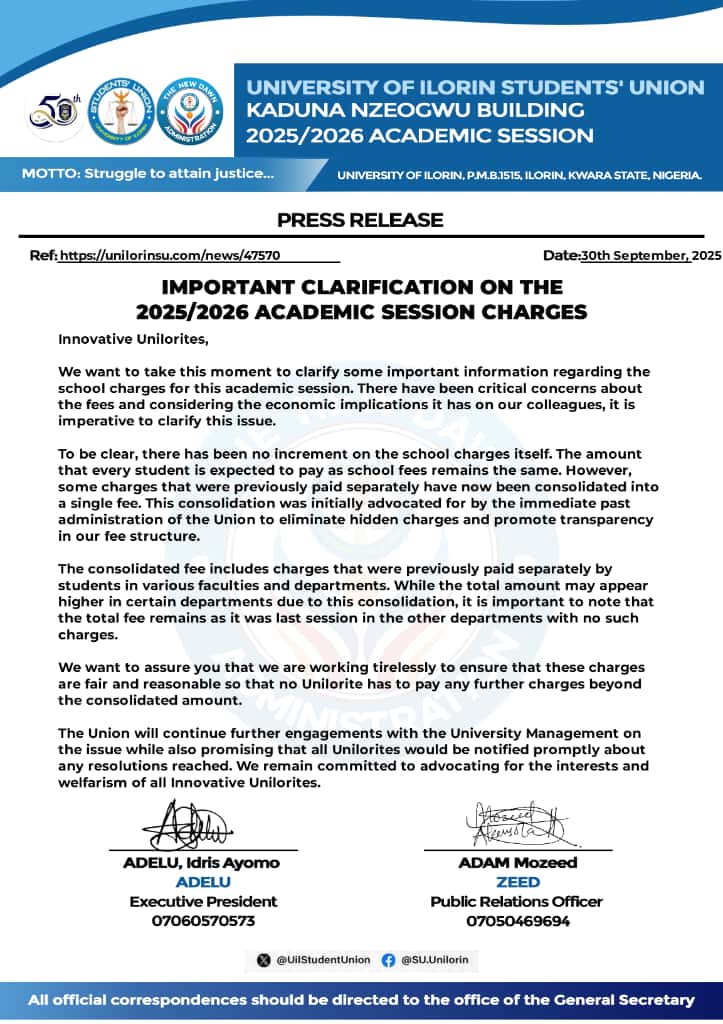 50th
STUDENTS' UNION
UNIVERSITY OF ILORIN
THE NEW DAWN
ADMINISTRATION
UNIVERSITY OF ILORIN STUDENTS' UNION
KADUNA NZEOGWU BUILDING
2025/2026 ACADEMIC SESSION
MOTTO: Struggle to attain justice...
UNIVERSITY OF ILORIN, P.M.B.1515, ILORIN, KWARA STATE, NIGERIA.
PRESS RELEASE
Ref: https://unilorinsu.com/news/47570
Date: 30th September, 2025
IMPORTANT CLARIFICATION ON THE
2025/2026 ACADEMIC SESSION CHARGES
Innovative Unilorites,
We want to take this moment to clarify some important information regarding the
school charges for this academic session. There have been critical concerns about
the fees and considering the economic implications it has on our colleagues, it is
imperative to clarify this issue.
To be clear, there has been no increment on the school charges itself. The amount
that every student is expected to pay as school fees remains the same. However,
some charges that were previously paid separately have now been consolidated into
a single fee. This consolidation was initially advocated for by the immediate past
administration of the Union to eliminate hidden charges and promote transparency
in our fee structure.
The consolidated fee includes charges that were previously paid separately by
students in various faculties and departments. While the total amount may appear
higher in certain departments due to this consolidation, it is important to note that
the total fee remains as it was last session in the other departments with no such
charges.
We want to assure you that we are working tirelessly to ensure that these charges
are fair and reasonable so that no Unilorite has to pay any further charges beyond
the consolidated amount.
The Union will continue further engagements with the University Management on
the issue while also promising that all Unilorites would be notified promptly about
any resolutions reached. We remain committed to advocating for the interests and
welfarism of all Innovative Unilorites.
ADELU, Idris Ayomo
ADELU
Executive President
07060570573
ADAM Mozeed
ZEED
Public Relations Officer
07050469694
@UilStudentUnion
@SU.Unilorin
All official correspondences should be directed to the office of the General Secretary